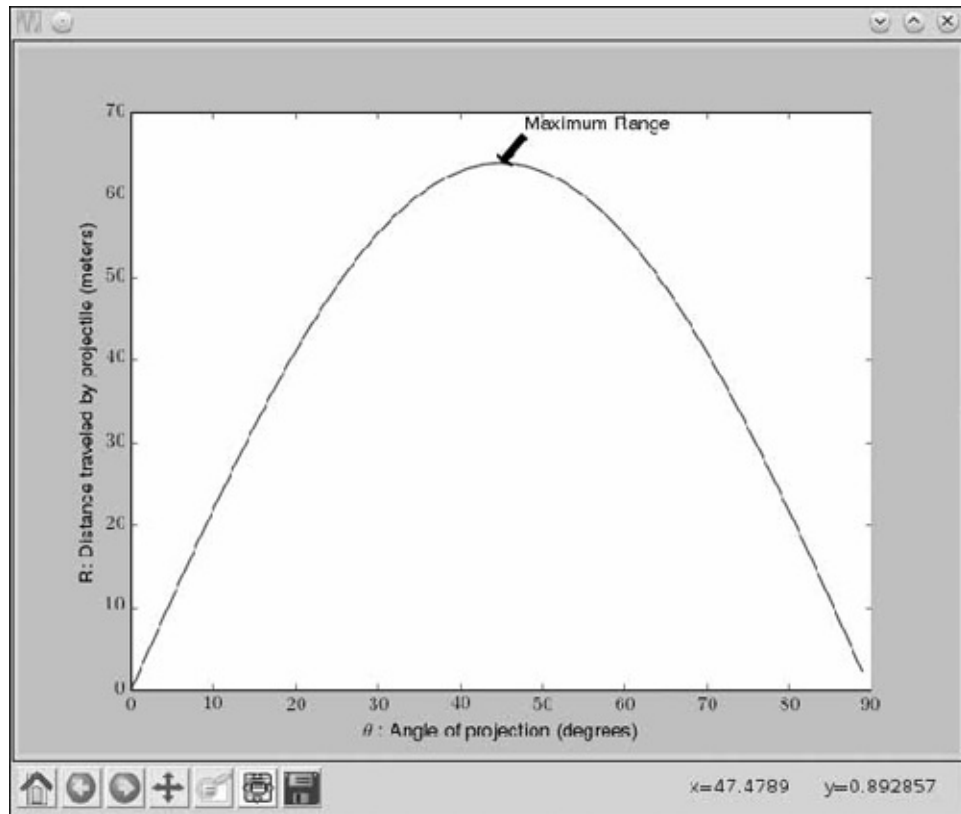 Maximum Range
70
60
50
40
30
20
10
0
R: Distance traveled by projectile (meters)
0 10 20 30 40 50 60 70 80 90
θ : Angle of projection (degrees)
x=47.4789 y=0.892857